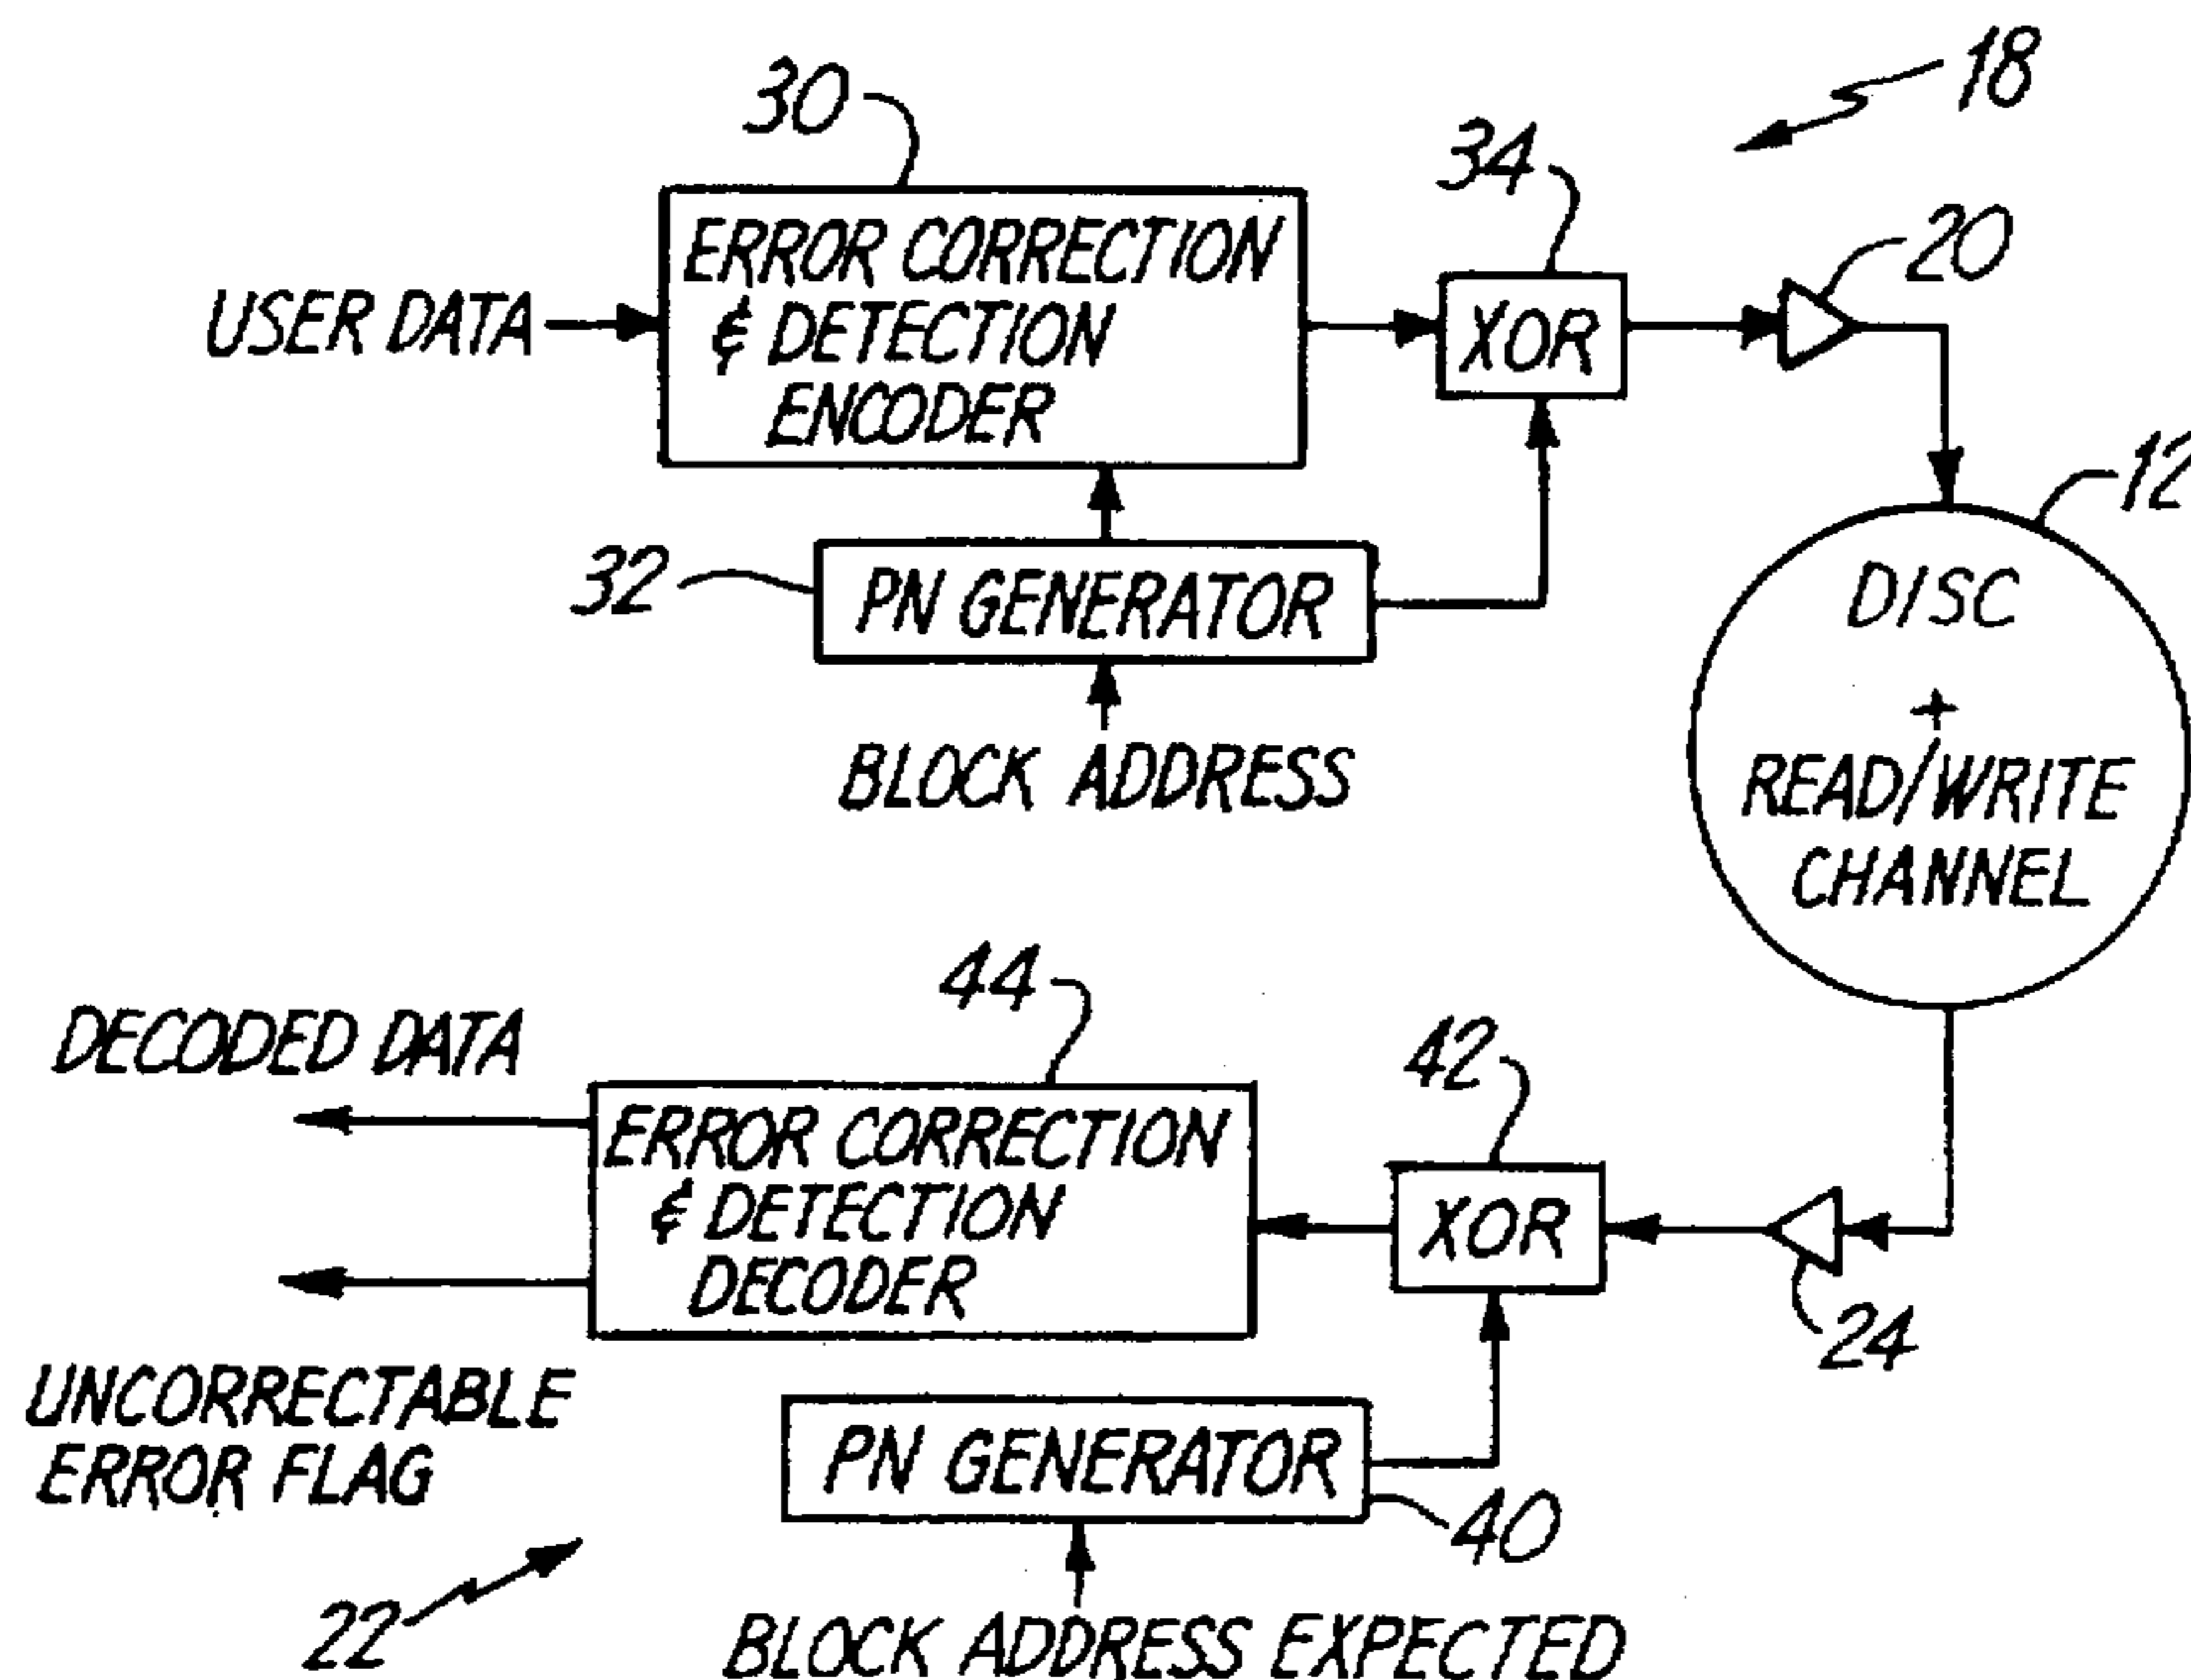 18
30
34
20
ERROR CORRECTION
& DETECTION
ENCODER
USER DATA
XOR
12
32
PN GENERATOR
BLOCK ADDRESS
DISC
+
READ/WRITE
CHANNEL
44
42
DECODED DATA
ERROR CORRECTION
& DETECTION
DECODER
XOR
24
UNCORRECTABLE
ERROR FLAG
PN GENERATOR
40
22
BLOCK ADDRESS EXPECTED